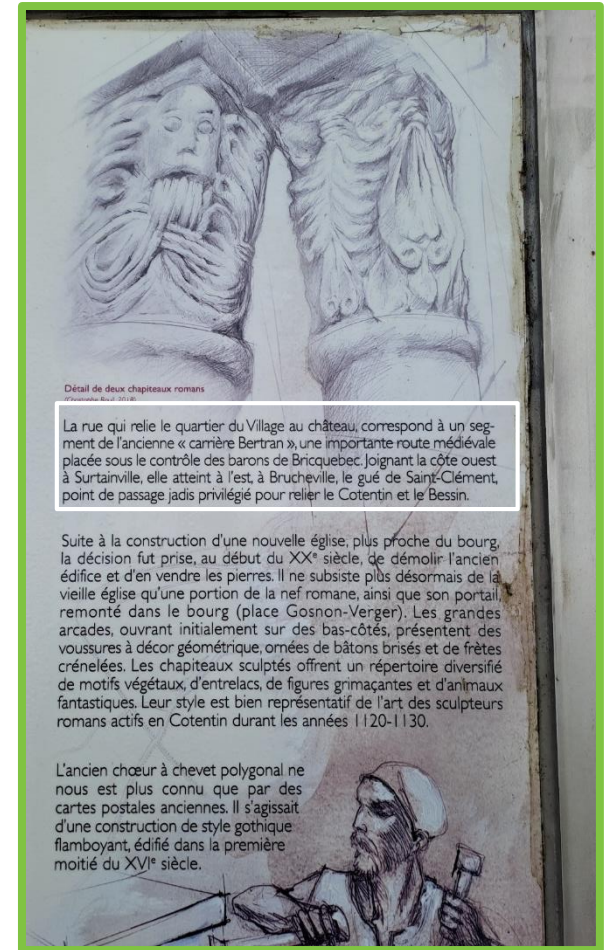 Détail de deux chapiteaux romans
(Christophe Rouil, 2018)
La rue qui relie le quartier du Village au château, correspond à un seg-
ment de l'ancienne « carrière Bertran », une importante route médiévale
placée sous le contrôle des barons de Bricquebec. Joignant la côte ouest
à Surtainville, elle atteint à l'est, à Brucheville, le gué de Saint-Clément,
point de passage jadis privilégié pour relier le Cotentin et le Bessin.
Suite à la construction d'une nouvelle église, plus proche du bourg,
la décision fut prise, au début du XXe siècle, de démolir l'ancien
édifice et d'en vendre les pierres. Il ne subsiste plus désormais de la
vieille église qu'une portion de la nef romane, ainsi que son portail,
remonté dans le bourg (place Gosnon-Verger). Les grandes
arcades, ouvrant initialement sur des bas-côtés, présentent des
voussures à décor géométrique, ornées de bâtons brisés et de frètes
crénelées. Les chapiteaux sculptés offrent un répertoire diversifié
de motifs végétaux, d'entrelacs, de figures grimaçantes et d'animaux
fantastiques. Leur style est bien représentatif de l'art des sculpteurs
romans actifs en Cotentin durant les années 1120-1130.
L'ancien chœur à chevet polygonal ne
nous est plus connu que par des
cartes postales anciennes. Il s'agissait
d'une construction de style gothique
flamboyant, édifié dans la première
moitié du XVIe siècle.